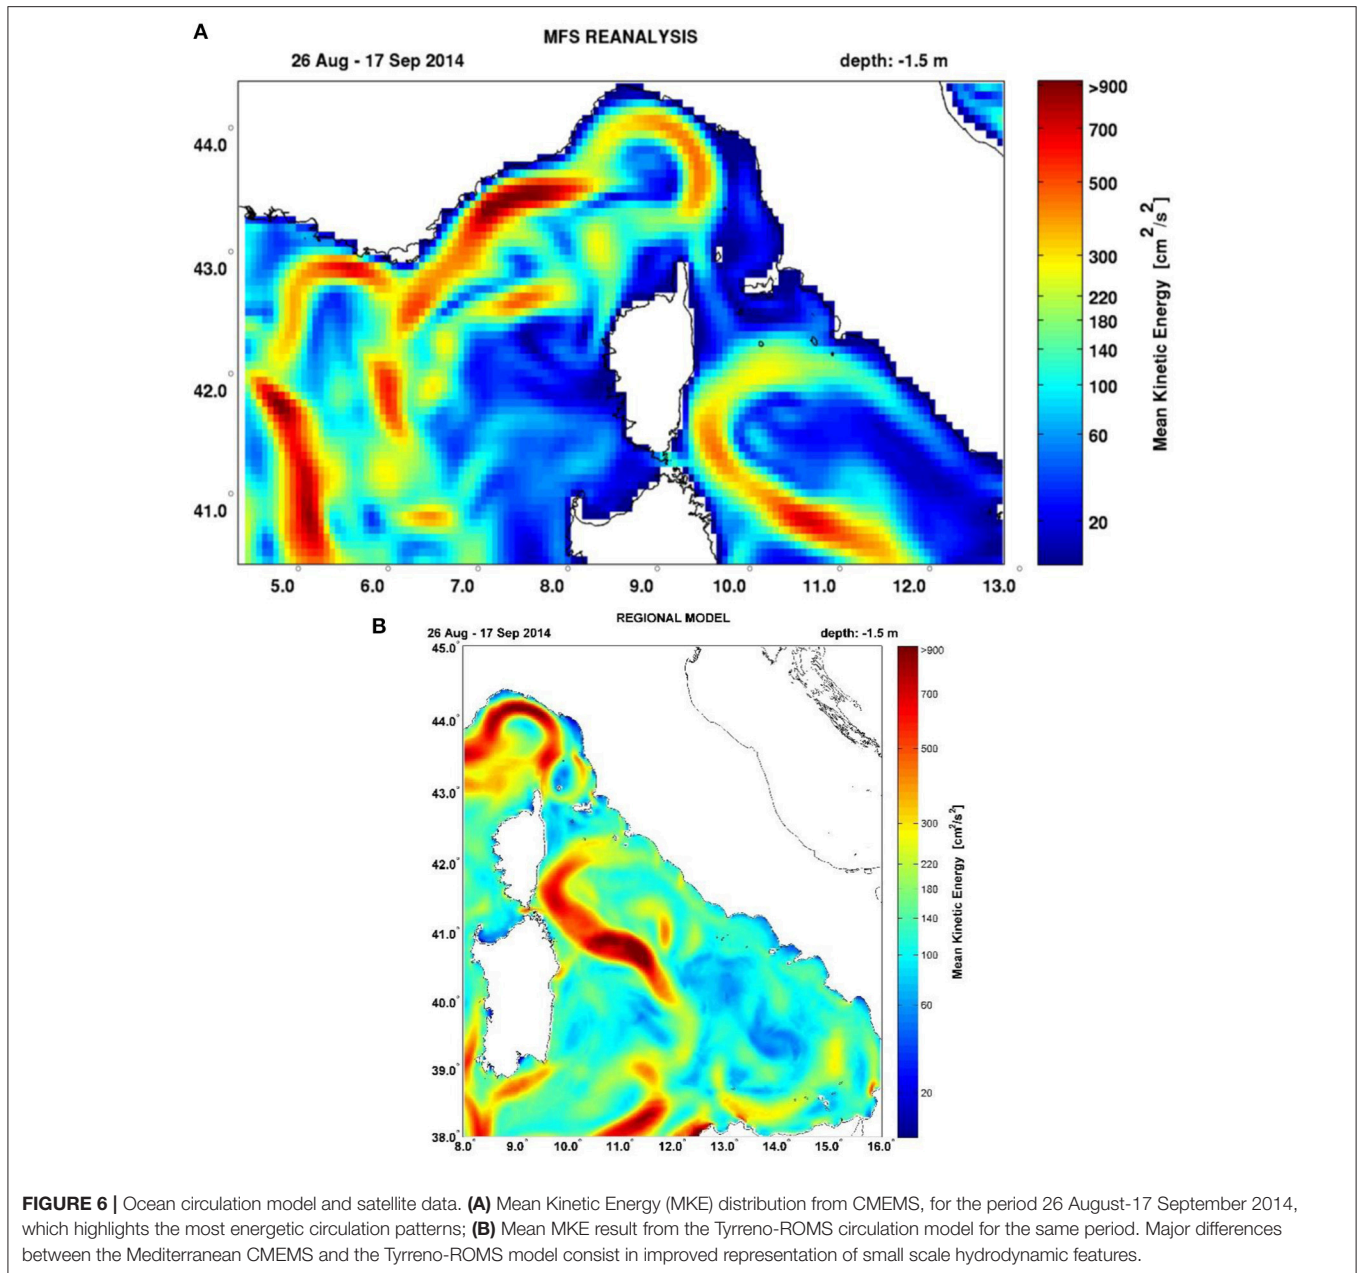 A
MFS REANALYSIS
26 Aug - 17 Sep 2014 depth: -1.5 m
44.0
43.0
42.0
41.0
5.0 6.0 7.0 8.0 9.0 10.0 11.0 12.0 13.0
>900
700
500
300
220
180
140
100
60
20
Mean Kinetic Energy [cm²/s²]
B
REGIONAL MODEL
26 Aug - 17 Sep 2014 depth: -1.5 m
45.0°
44.0°
43.0°
42.0°
41.0°
40.0°
39.0°
38.0°
8.0° 9.0° 10.0° 11.0° 12.0° 13.0° 14.0° 15.0° 16.0°
>900
700
500
300
220
180
140
100
60
20
Mean Kinetic Energy [cm²/s²]
FIGURE 6 | Ocean circulation model and satellite data. (A) Mean Kinetic Energy (MKE) distribution from CMEMS, for the period 26 August-17 September 2014,
which highlights the most energetic circulation patterns; (B) Mean MKE result from the Tyrreno-ROMS circulation model for the same period. Major differences
between the Mediterranean CMEMS and the Tyrreno-ROMS model consist in improved representation of small scale hydrodynamic features.